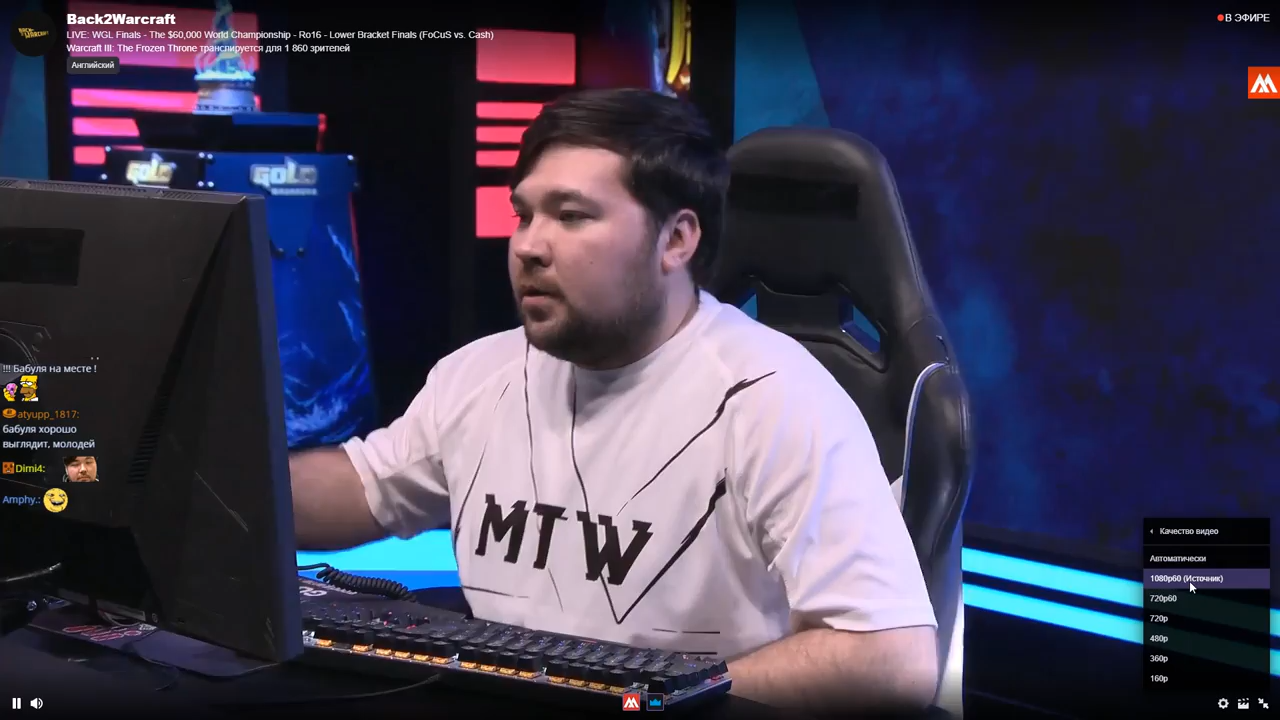 Back2Warcraft
LIVE: WGL Finals - The $60,000 World Championship - Ro16 - Lower Bracket Finals (FoCuS vs. Cash)
Warcraft III: The Frozen Throne транслируется для 1 860 зрителей
Английский
В ЭФИРЕ
GOLD
GOLD
!!! Бабуля на месте !
atyupp_1817:
бабуля хорошо
выглядит, молодей
Dimi4:
Amphy.:
MTW
Качество видео
Автоматически
1080p60 (Источник)
720p60
720p
480p
360p
160p